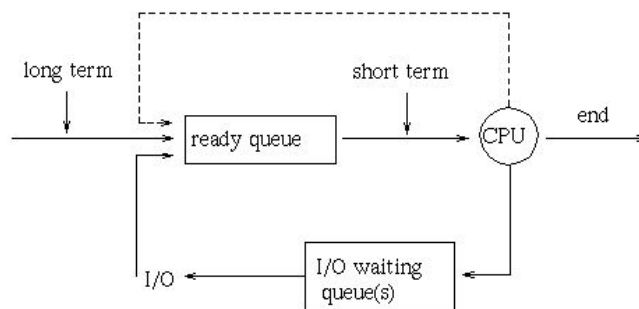 long term
short term
ready queue
CPU
end
I/O
I/O waiting
queue(s)